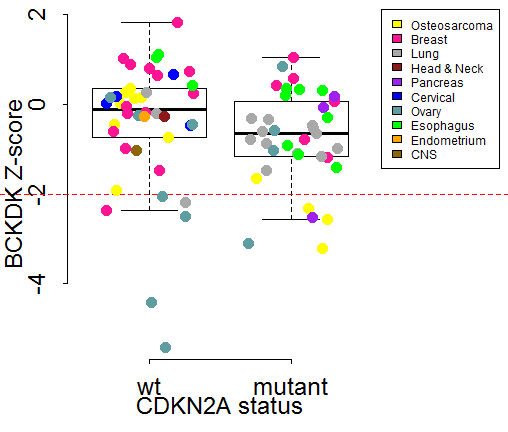 2
0
-2
-4
BCKDK Z-score
wt mutant
CDKN2A status
Osteosarcoma
Breast
Lung
Head & Neck
Pancreas
Cervical
Ovary
Esophagus
Endometrium
CNS